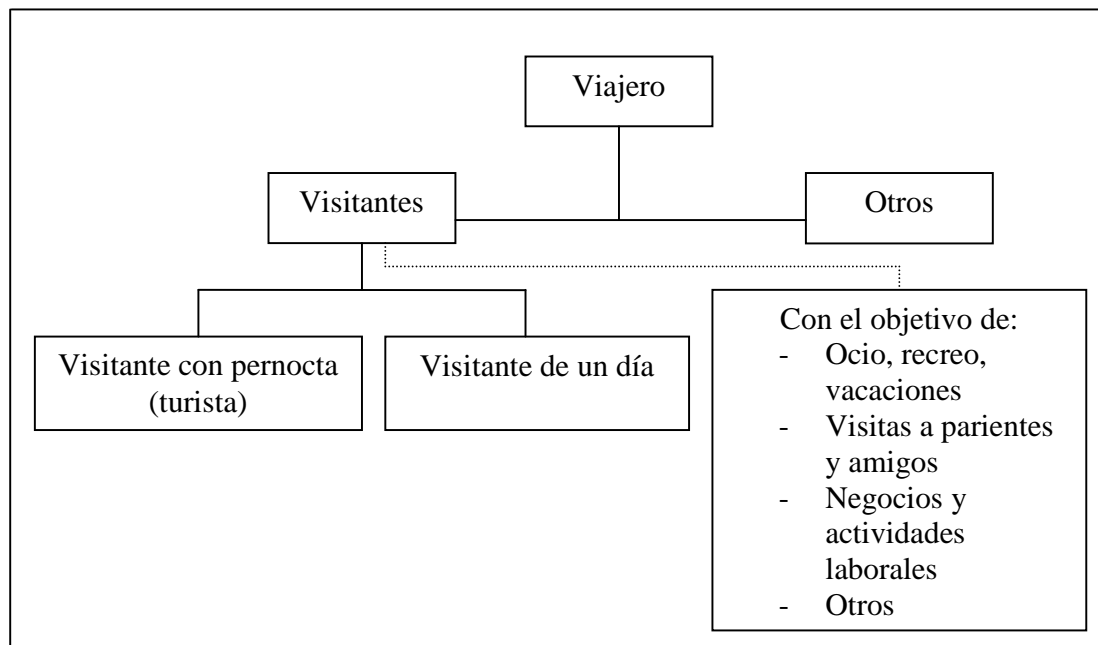 Viajero
Visitantes
Otros
Visitante con pernocta
(turista)
Visitante de un día
Con el objetivo de:
- Ocio, recreo,
vacaciones
- Visitas a parientes
y amigos
- Negocios y
actividades
laborales
- Otros